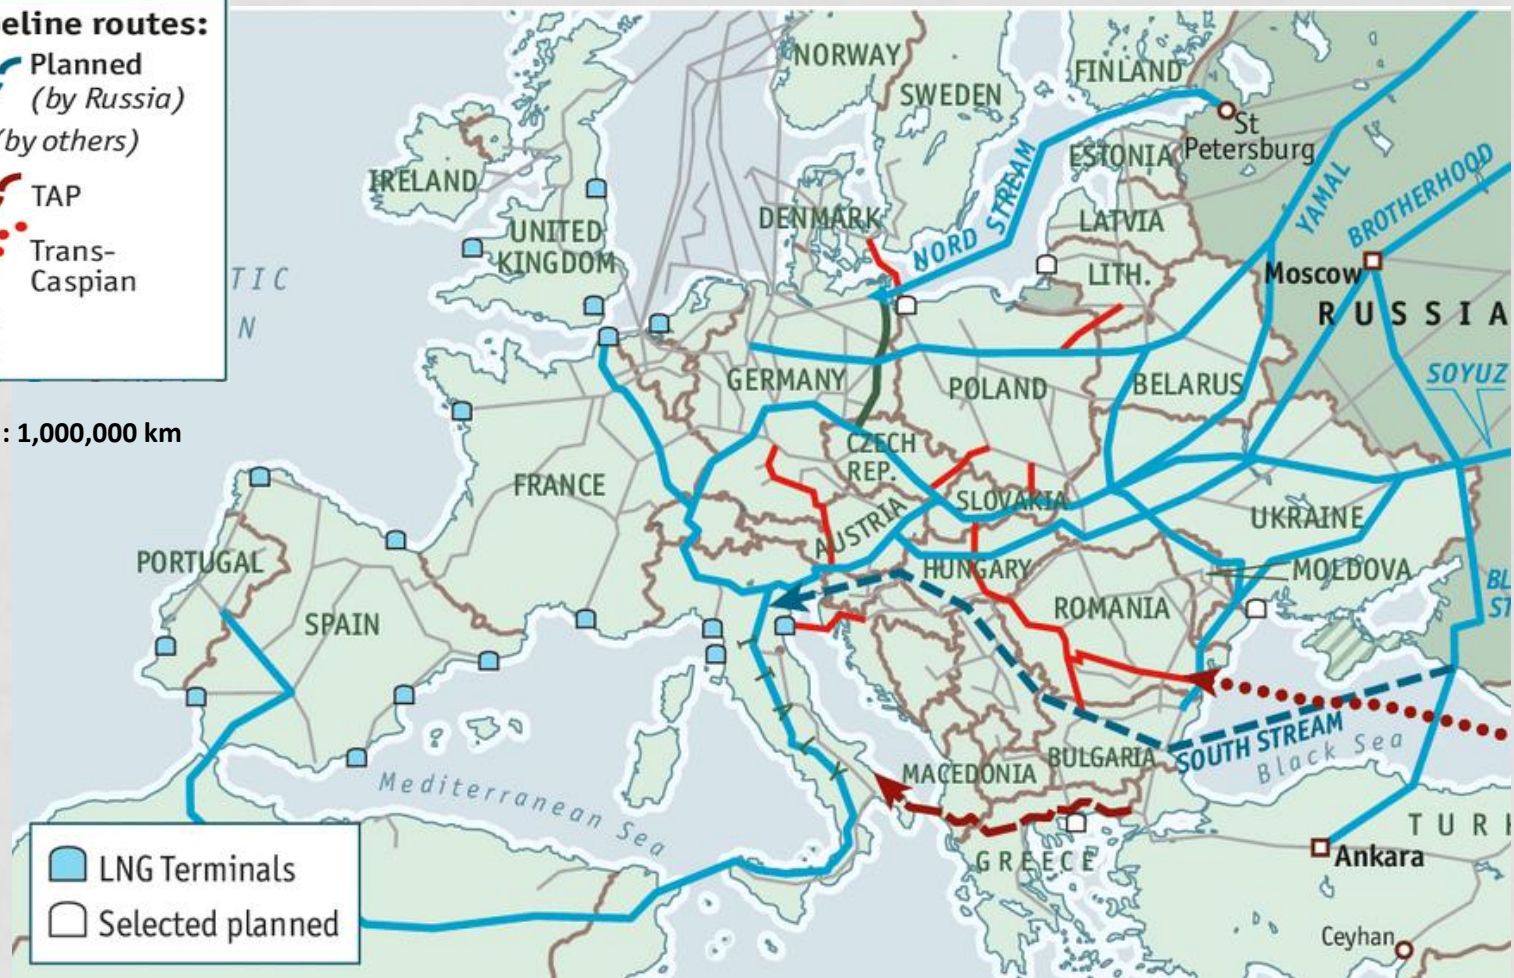 eline routes:
Planned
(by Russia)
(by others)
TAP
Trans-
Caspian
TIC
N
: 1,000,000 km
NORWAY
SWEDEN
FINLAND
St
Petersburg
ESTONIA
IRELAND
UNITED
KINGDOM
DENMARK
NORD STREAM
LATVIA
LITH.
YAMAL
BROTHERHOOD
Moscow
RUSSIA
SOYUZ
GERMANY
POLAND
BELARUS
CZECH
REP.
FRANCE
SLOVAKIA
AUSTRIA
UKRAINE
PORTUGAL
HUNGARY
MOLDOVA
BL
ST
SPAIN
ROMANIA
ITALY
SOUTH STREAM
Black Sea
BULGARIA
MACEDONIA
Mediterranean Sea
GREECE
TURK
Ankara
Ceyhan
LNG Terminals
Selected planned